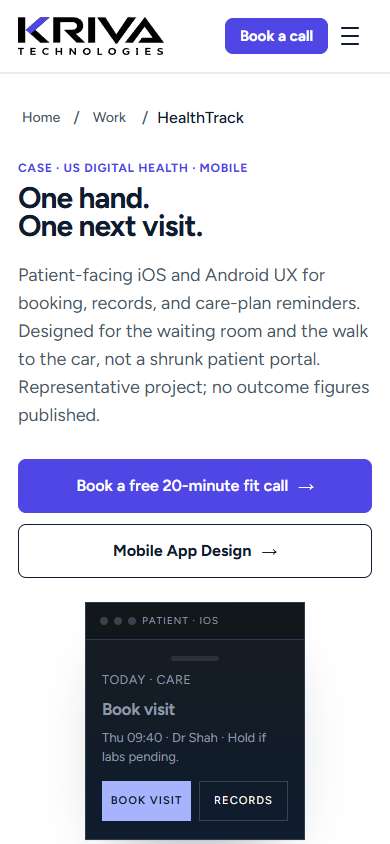 KRIVA
TECHNOLOGIES
Book a call
Home / Work / HealthTrack
CASE · US DIGITAL HEALTH · MOBILE
One hand.
One next visit.
Patient-facing iOS and Android UX for
booking, records, and care-plan reminders.
Designed for the waiting room and the walk
to the car, not a shrunk patient portal.
Representative project; no outcome figures
published.
Book a free 20-minute fit call →
Mobile App Design →
PATIENT · IOS
TODAY · CARE
Book visit
Thu 09:40 · Dr Shah · Hold if
labs pending.
BOOK VISIT
RECORDS